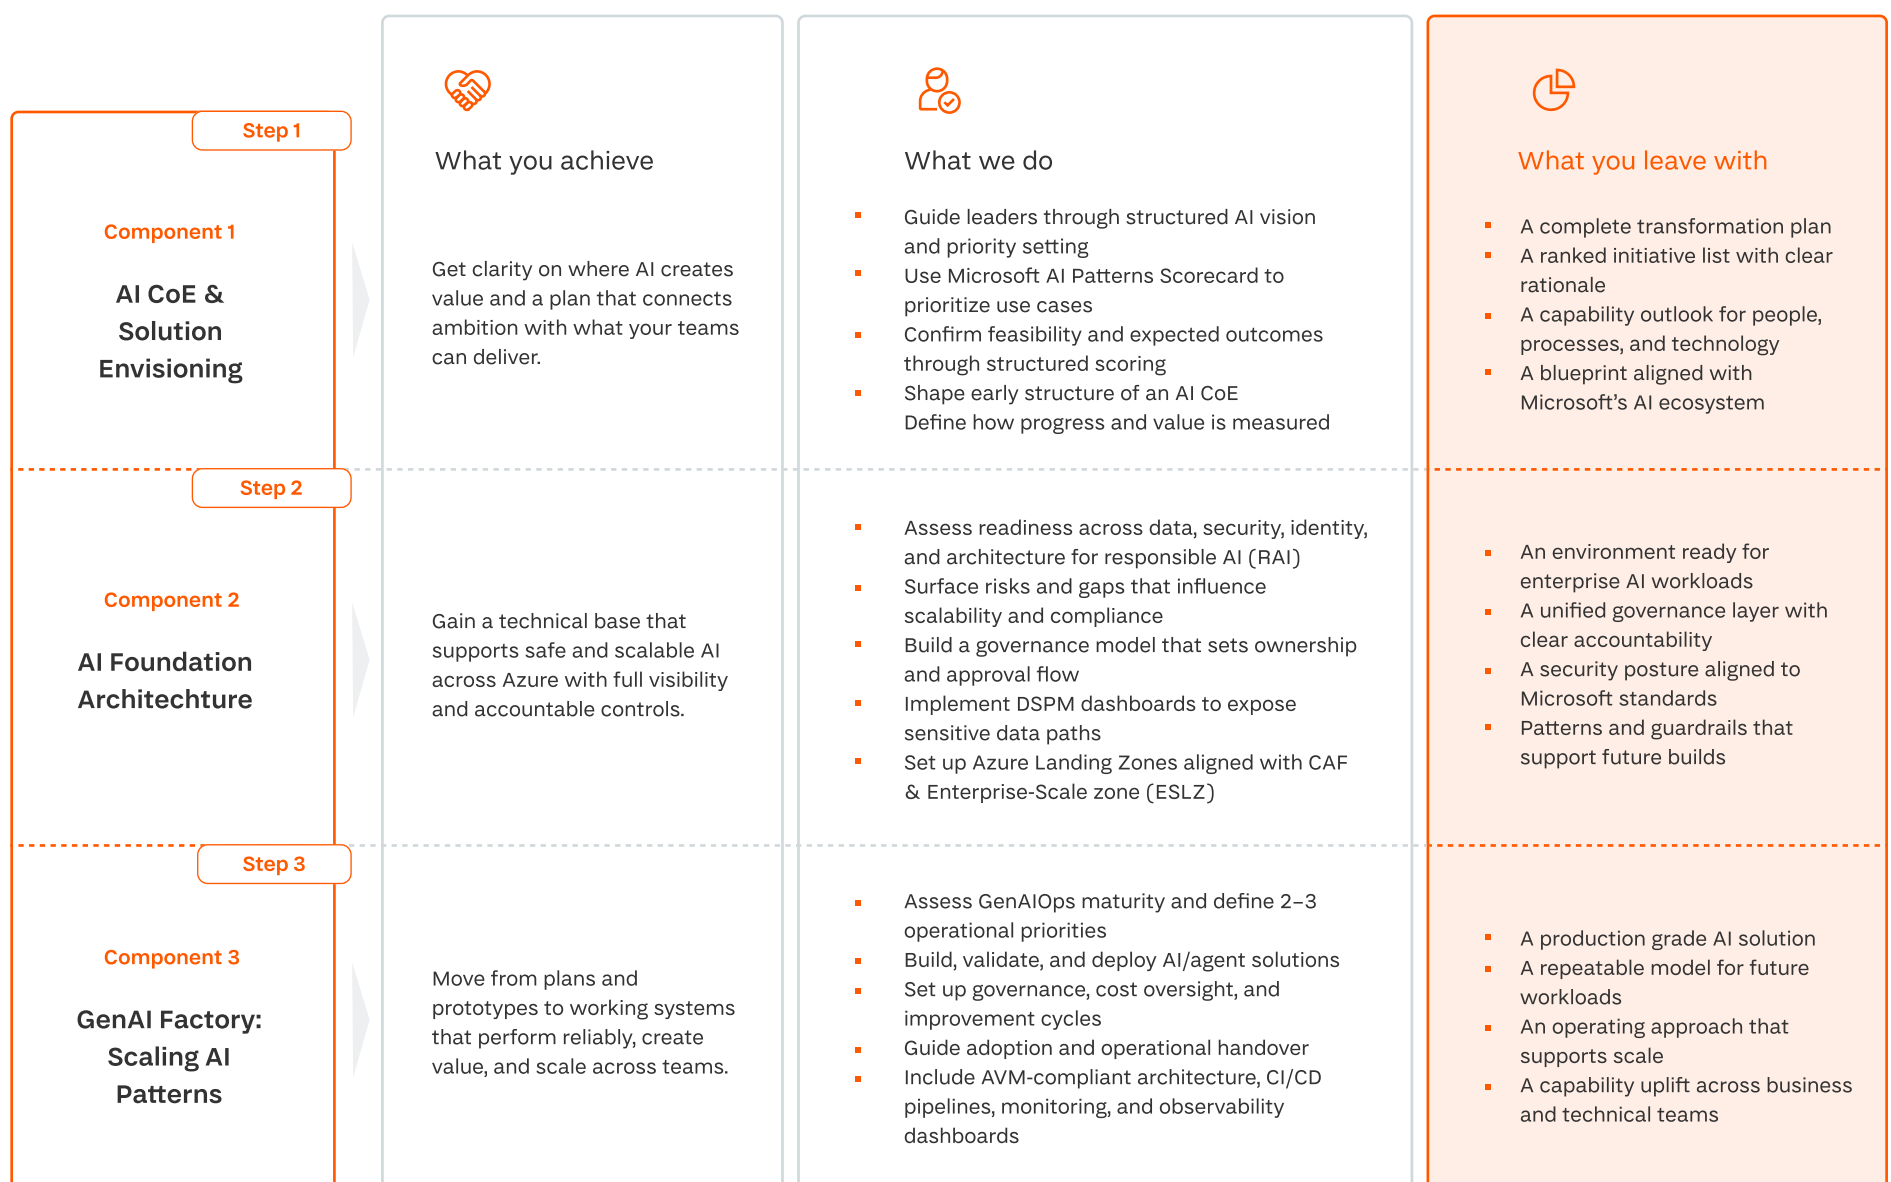 What you achieve
What we do
What you leave with
Step 1
Component 1
AI CoE &
Solution
Envisioning
Get clarity on where AI creates
value and a plan that connects
ambition with what your teams
can deliver.
Guide leaders through structured AI vision
and priority setting
Use Microsoft AI Patterns Scorecard to
prioritize use cases
Confirm feasibility and expected outcomes
through structured scoring
Shape early structure of an AI CoE
Define how progress and value is measured
A complete transformation plan
A ranked initiative list with clear
rationale
A capability outlook for people,
processes, and technology
A blueprint aligned with
Microsoft’s AI ecosystem
Step 2
Component 2
AI Foundation
Architechture
Gain a technical base that
supports safe and scalable AI
across Azure with full visibility
and accountable controls.
Assess readiness across data, security, identity,
and architecture for responsible AI (RAI)
Surface risks and gaps that influence
scalability and compliance
Build a governance model that sets ownership
and approval flow
Implement DSPM dashboards to expose
sensitive data paths
Set up Azure Landing Zones aligned with CAF
& Enterprise-Scale zone (ESLZ)
An environment ready for
enterprise AI workloads
A unified governance layer with
clear accountability
A security posture aligned to
Microsoft standards
Patterns and guardrails that
support future builds
Step 3
Component 3
GenAI Factory:
Scaling AI
Patterns
Move from plans and
prototypes to working systems
that perform reliably, create
value, and scale across teams.
Assess GenAIOps maturity and define 2–3
operational priorities
Build, validate, and deploy AI/agent solutions
Set up governance, cost oversight, and
improvement cycles
Guide adoption and operational handover
Include AVM-compliant architecture, CI/CD
pipelines, monitoring, and observability
dashboards
A production grade AI solution
A repeatable model for future
workloads
An operating approach that
supports scale
A capability uplift across business
and technical teams